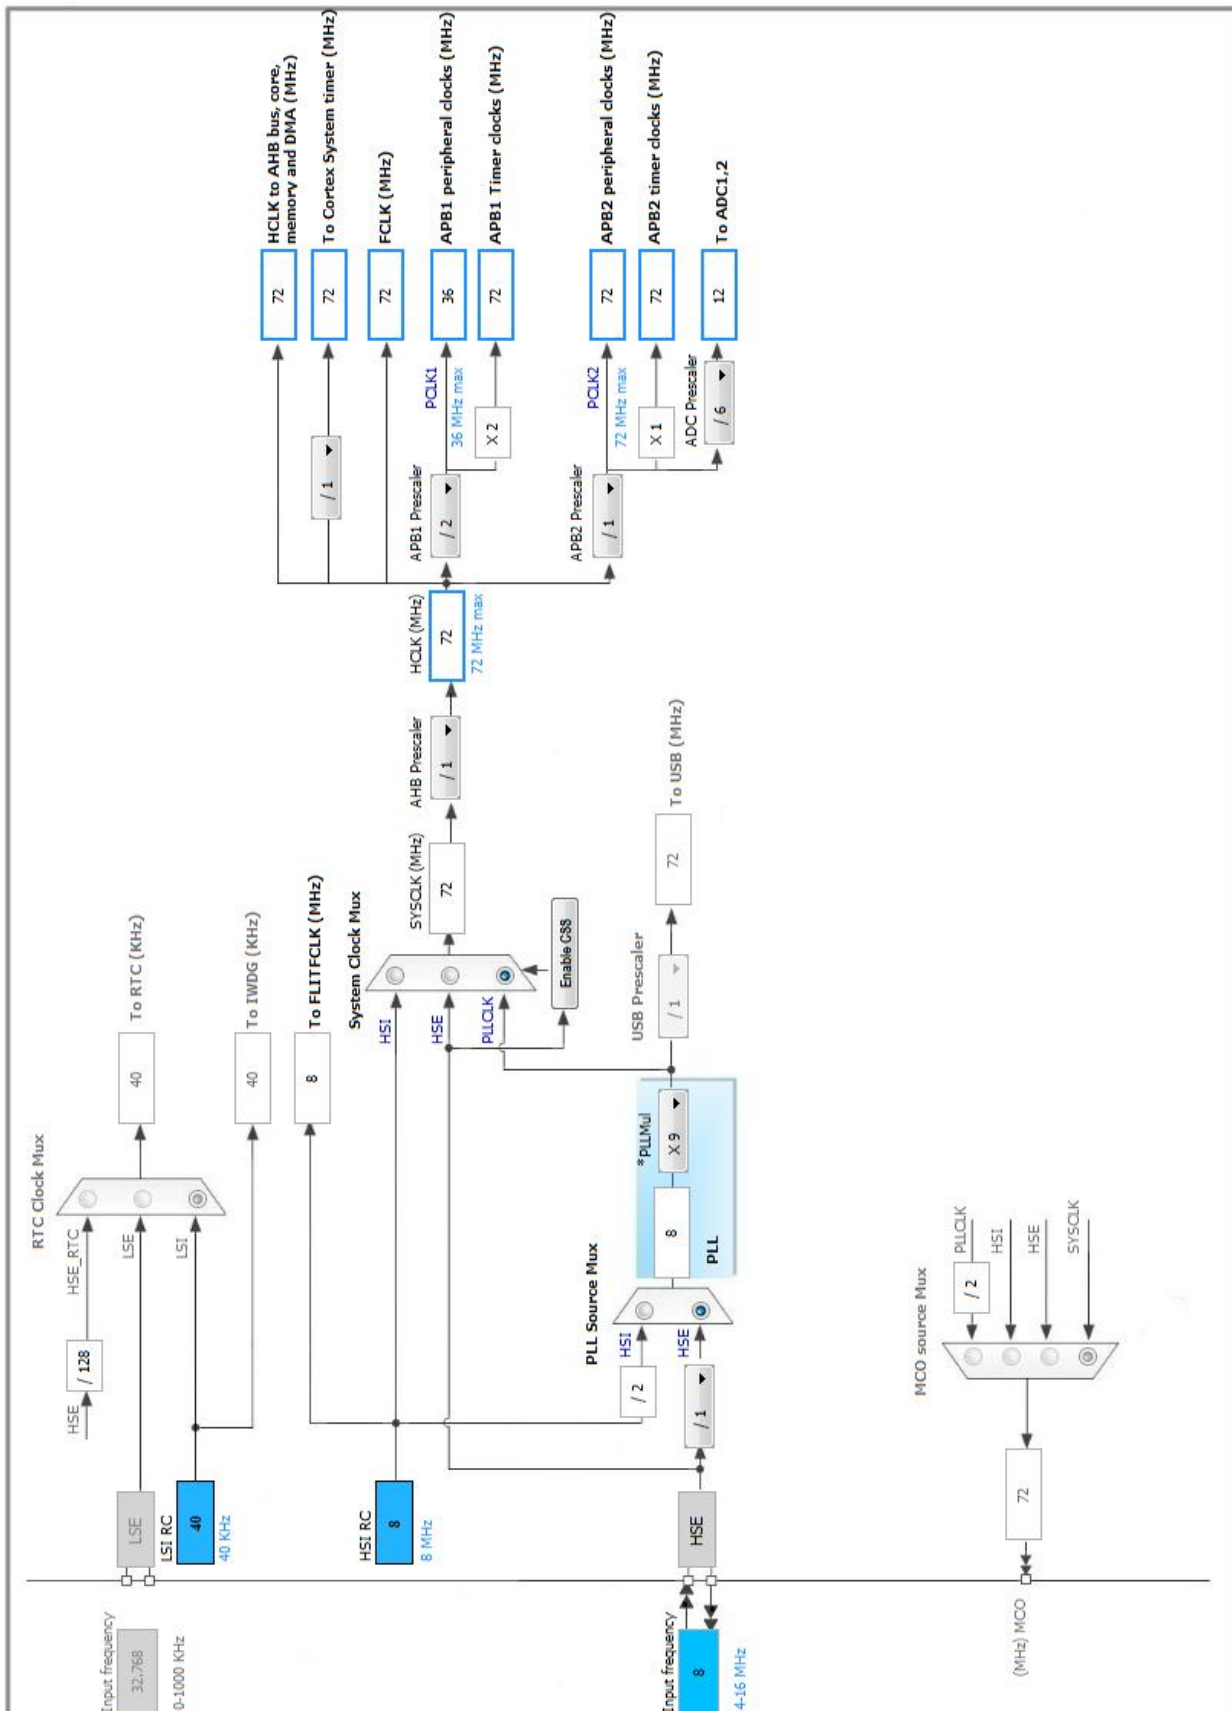 RTC Clock Mux
HSE
/ 128
HSE_RTC
Input frequency
32.768
0-1000 KHz
LSE
LSE
40
To RTC (KHz)
LSI RC
40
40 KHz
LSI
40
To IWDG (KHz)
8
To FLITFCLK (MHz)
HSI RC
8
8 MHz
System Clock Mux
HSI
HSE
PLLCLK
Enable CSS
SYSCLK (MHz)
72
AHB Prescaler
/ 1
HCLK (MHz)
72
72 MHz max
72
HCLK to AHB bus, core,
memory and DMA (MHz)
/ 1
72
To Cortex System timer (MHz)
72
FCLK (MHz)
APB1 Prescaler
/ 2
PCLK1
36 MHz max
36
APB1 peripheral clocks (MHz)
X 2
72
APB1 Timer clocks (MHz)
APB2 Prescaler
/ 1
PCLK2
72 MHz max
72
APB2 peripheral clocks (MHz)
X 1
72
APB2 timer clocks (MHz)
ADC Prescaler
/ 6
12
To ADC1,2
PLL Source Mux
/ 2
HSI
HSE
Input frequency
8
4-16 MHz
HSE
/ 1
8
*PLLMul
X 9
PLL
USB Prescaler
/ 1
72
To USB (MHz)
MCO source Mux
/ 2
PLLCLK
HSI
HSE
SYSCLK
72
(MHz) MCO